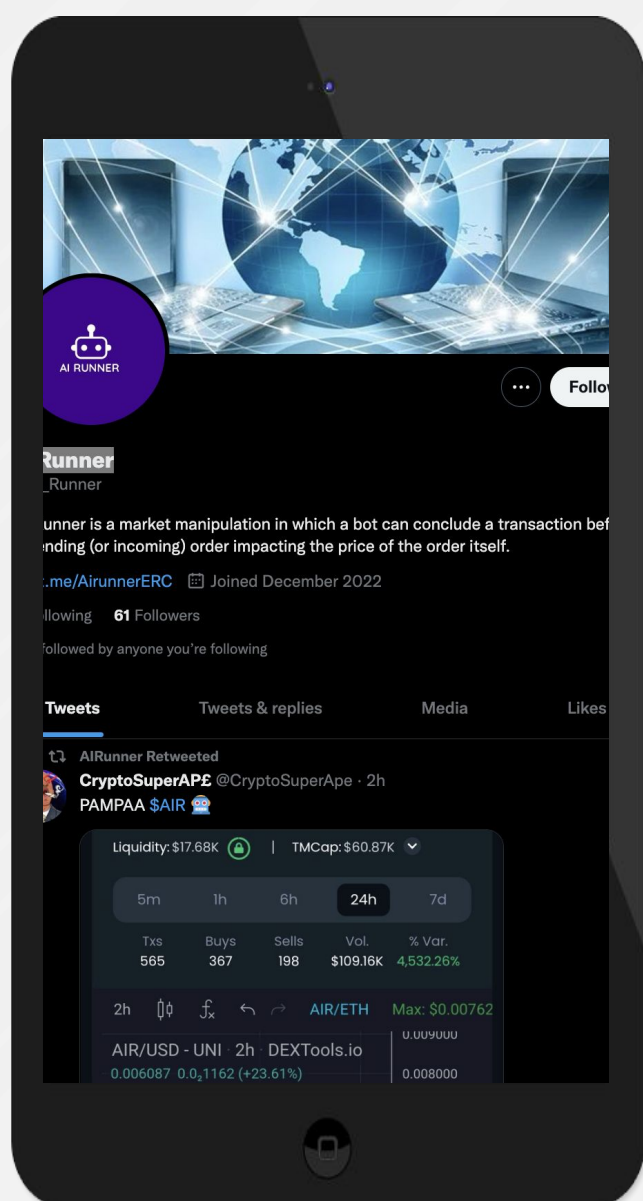 AI RUNNER
...
Follo
Runner
_Runner
unner is a market manipulation in which a bot can conclude a transaction bef
ending (or incoming) order impacting the price of the order itself.
.me/AirunnerERC Joined December 2022
llowing 61 Followers
followed by anyone you're following
Tweets Tweets & replies Media Likes
AIRunner Retweeted
CryptoSuperAP£ @CryptoSuperApe · 2h
PAMPAA $AIR 🤖
Liquidity: $17.68K | TMCap: $60.87K
5m 1h 6h 24h 7d
Txs Buys Sells Vol. % Var.
565 367 198 $109.16K 4,532.26%
2h fx AIR/ETH Max: $0.00762
0.009000
AIR/USD - UNI · 2h · DEXTools.io
0.006087 0.0₂1162 (+23.61%) 0.008000